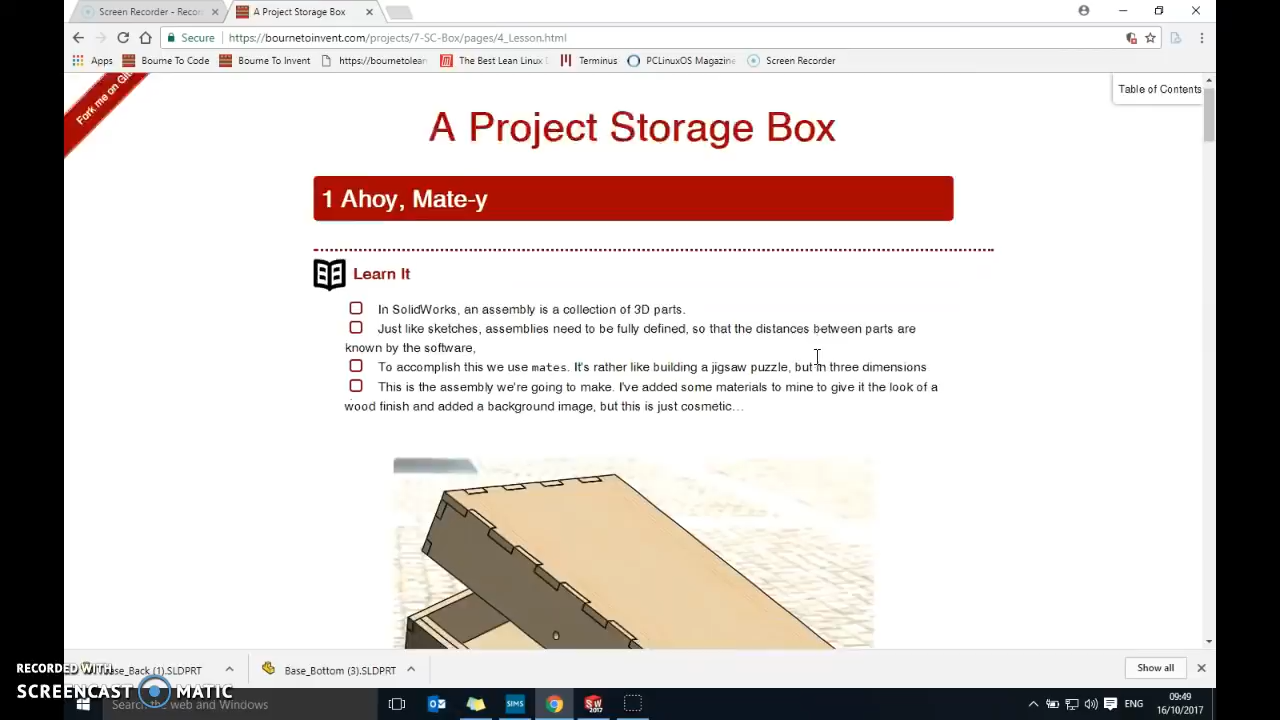 Screen Recorder - Recor
A Project Storage Box
Secure
https://bournetoinvent.com/projects/7-SC-Box/pages/4_Lesson.html
Apps
Bourne To Code
Bourne To Invent
https://bournetolear
The Best Lean Linux
Terminus
PCLinuxOS Magazine
Screen Recorder
Fork me on Git
Table of Contents
A Project Storage Box
1 Ahoy, Mate-y
Learn It
In SolidWorks, an assembly is a collection of 3D parts.
Just like sketches, assemblies need to be fully defined, so that the distances between parts are
known by the software,
To accomplish this we use mates. It's rather like building a jigsaw puzzle, but in three dimensions
This is the assembly we're going to make. I've added some materials to mine to give it the look of a
wood finish and added a background image, but this is just cosmetic…
RECORDED WITH
SCREENCAST MATIC
ase_Back (1).SLDPRT
Base_Bottom (3).SLDPRT
Show all
Search the web and Windows
SIMS
SW
2017
ENG
09:49
16/10/2017